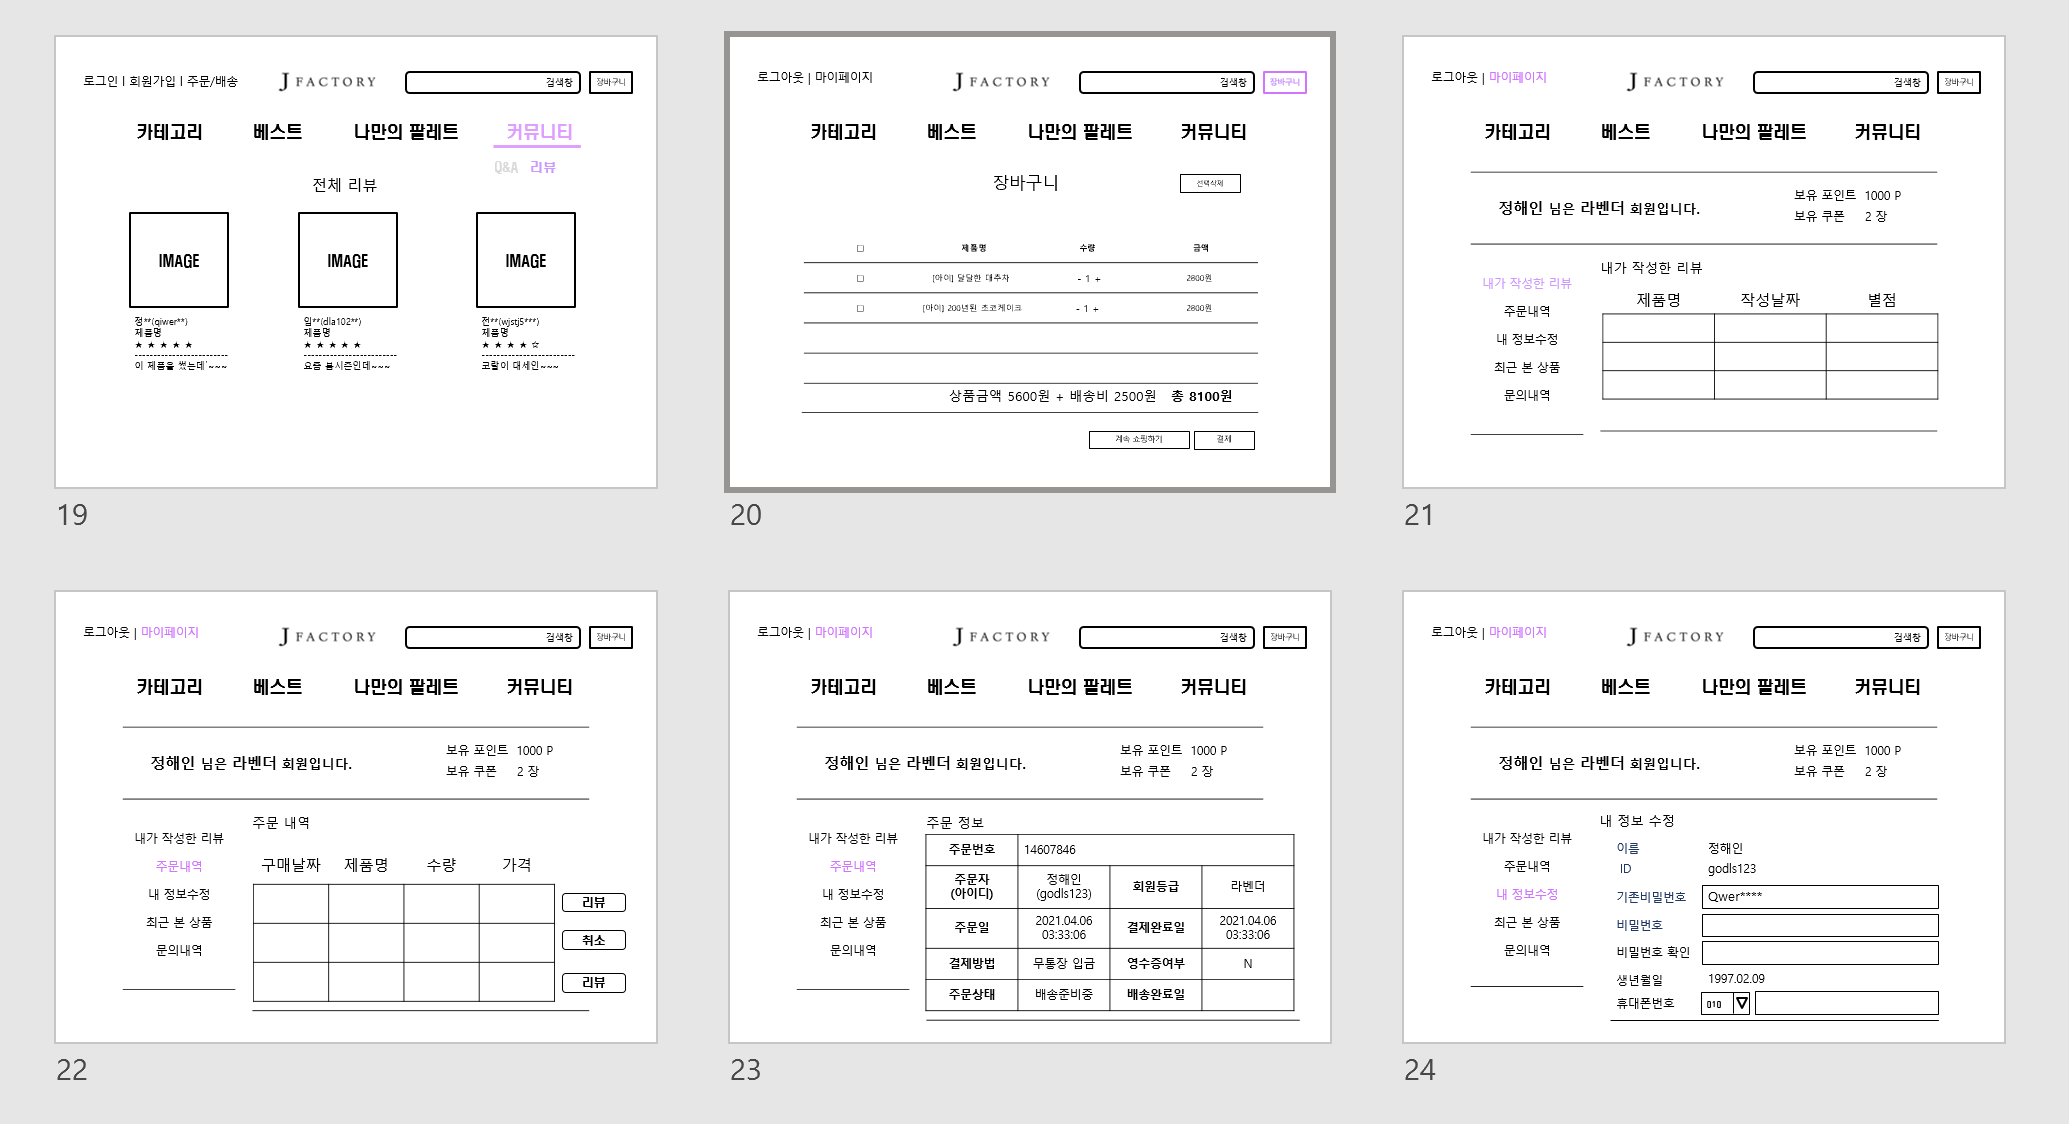 로그인 l 회원가입 l 주문/배송
J FACTORY
검색창
장바구니
카테고리 베스트 나만의 팔레트 커뮤니티
Q&A 리뷰
전체 리뷰
IMAGE IMAGE IMAGE
정**(qiwer**)
제품명
★ ★ ★ ★ ★
---------------------------
이 제품을 썼는데~~~~
임**(dla102**)
제품명
★ ★ ★ ★ ★
---------------------------
요즘 봄시즌인데~~~
전**(wjstj5***)
제품명
★ ★ ★ ★ ☆
---------------------------
코랄이 대세인~~~
19
로그아웃 | 마이페이지
J FACTORY
검색창
장바구니
카테고리 베스트 나만의 팔레트 커뮤니티
장바구니
선택삭제
□ 제품명 수량 금액
□ [아이] 달달한 대추차 - 1 + 2800원
□ [아이] 200년된 초코케이크 - 1 + 2800원
상품금액 5600원 + 배송비 2500원 총 8100원
계속 쇼핑하기
결제
20
로그아웃 | 마이페이지
J FACTORY
검색창
장바구니
카테고리 베스트 나만의 팔레트 커뮤니티
정해인 님은 라벤더 회원입니다.
보유 포인트 1000 P
보유 쿠폰 2 장
내가 작성한 리뷰
주문내역
내 정보수정
최근 본 상품
문의내역
내가 작성한 리뷰
제품명 작성날짜 별점
21
로그아웃 | 마이페이지
J FACTORY
검색창
장바구니
카테고리 베스트 나만의 팔레트 커뮤니티
정해인 님은 라벤더 회원입니다.
보유 포인트 1000 P
보유 쿠폰 2 장
내가 작성한 리뷰
주문내역
내 정보수정
최근 본 상품
문의내역
주문 내역
구매날짜 제품명 수량 가격
리뷰
취소
리뷰
22
로그아웃 | 마이페이지
J FACTORY
검색창
장바구니
카테고리 베스트 나만의 팔레트 커뮤니티
정해인 님은 라벤더 회원입니다.
보유 포인트 1000 P
보유 쿠폰 2 장
내가 작성한 리뷰
주문내역
내 정보수정
최근 본 상품
문의내역
주문 정보
주문번호 14607846
주문자
(아이디)
정해인
(godls123)
회원등급 라벤더
주문일
2021.04.06
03:33:06
결제완료일
2021.04.06
03:33:06
결제방법 무통장 입금 영수증여부 N
주문상태 배송준비중 배송완료일
23
로그아웃 | 마이페이지
J FACTORY
검색창
장바구니
카테고리 베스트 나만의 팔레트 커뮤니티
정해인 님은 라벤더 회원입니다.
보유 포인트 1000 P
보유 쿠폰 2 장
내가 작성한 리뷰
주문내역
내 정보수정
최근 본 상품
문의내역
내 정보 수정
이름 정해인
ID godls123
기존비밀번호 Qwer****
비밀번호
비밀번호 확인
생년월일 1997.02.09
휴대폰번호 010
24